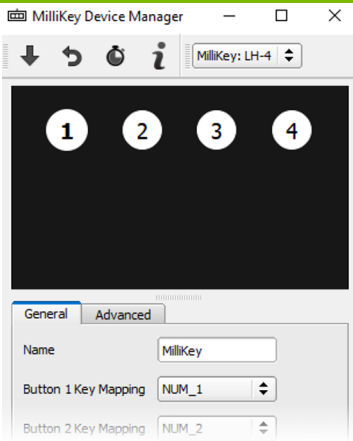 MilliKey Device Manager
MilliKey: LH-4
1 2 3 4
General Advanced
Name MilliKey
Button 1 Key Mapping NUM_1
Button 2 Key Mapping NUM_2